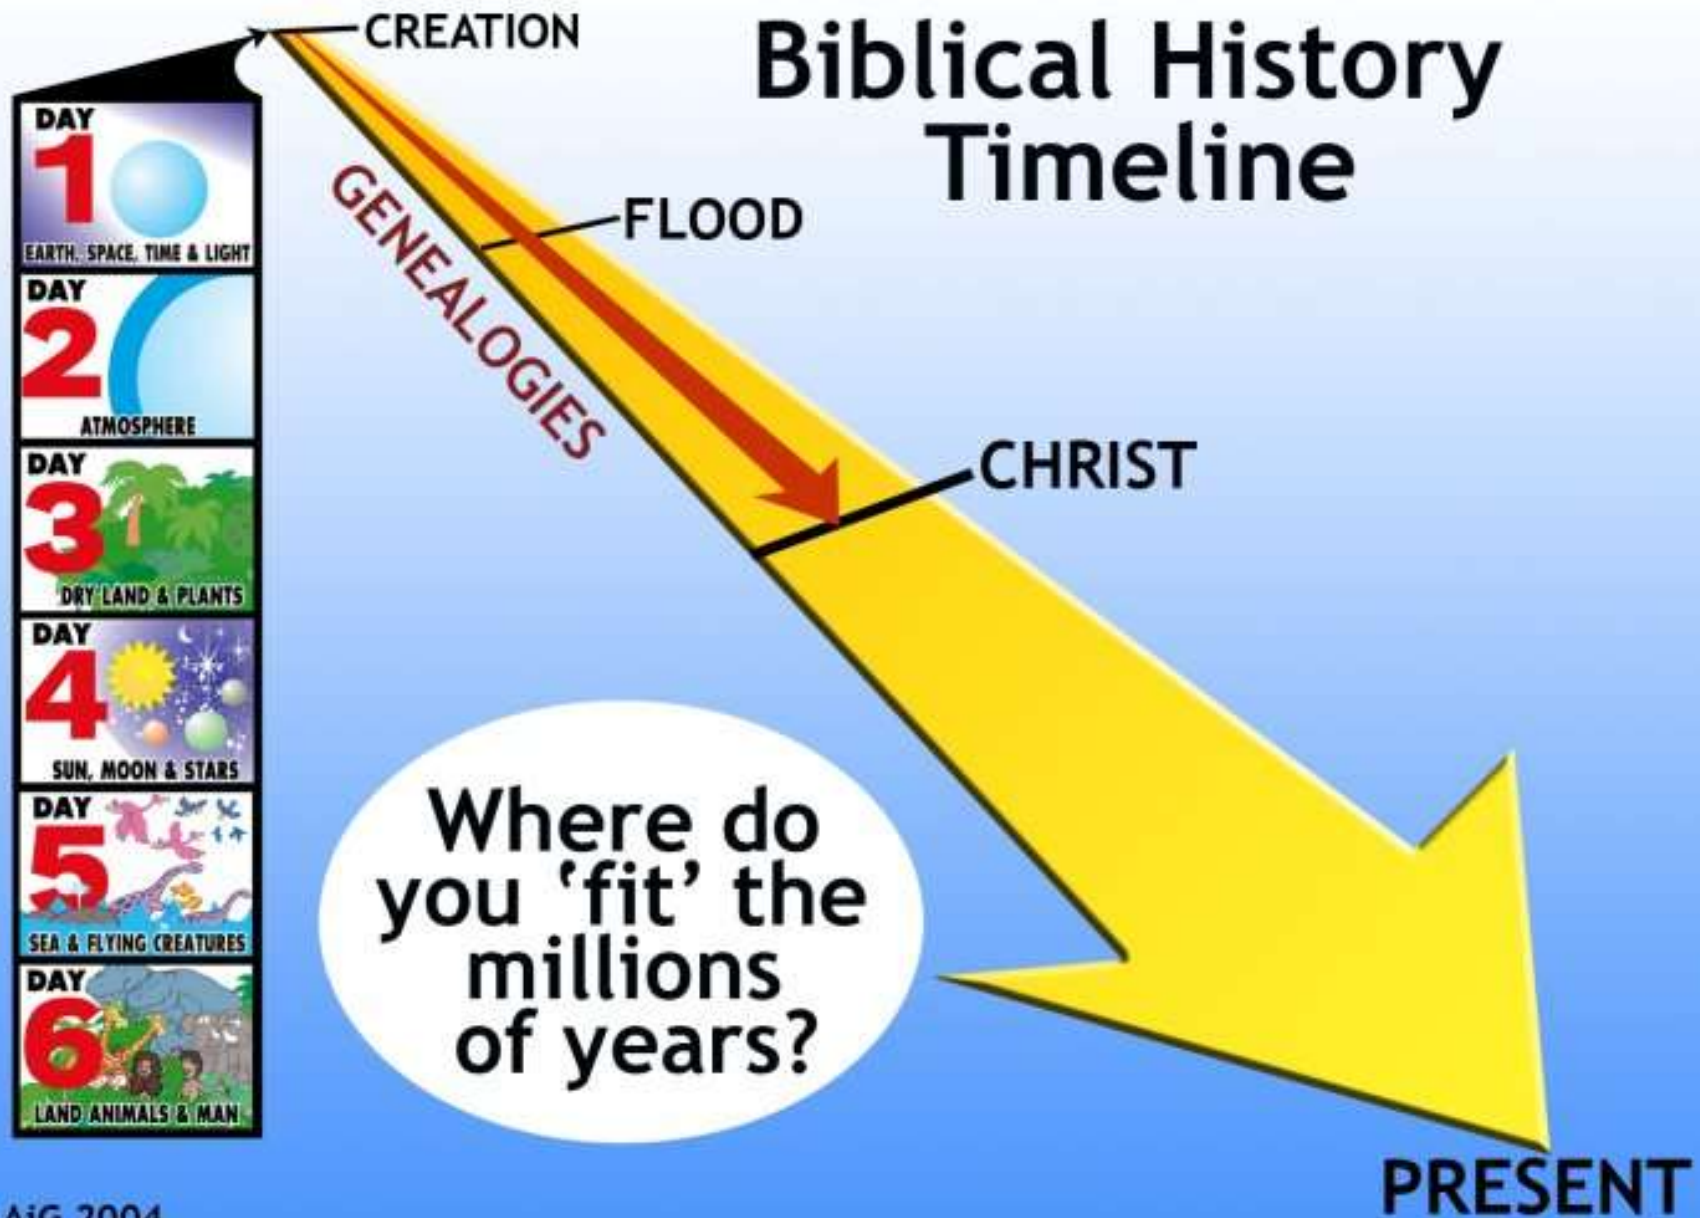 Biblical History
Timeline
CREATION
FLOOD
GENEALOGIES
CHRIST
PRESENT
DAY
1
EARTH, SPACE, TIME & LIGHT
DAY
2
ATMOSPHERE
DAY
3
DRY LAND & PLANTS
DAY
4
SUN, MOON & STARS
DAY
5
SEA & FLYING CREATURES
DAY
6
LAND ANIMALS & MAN
Where do
you ‘fit’ the
millions
of years?
AiG 2004